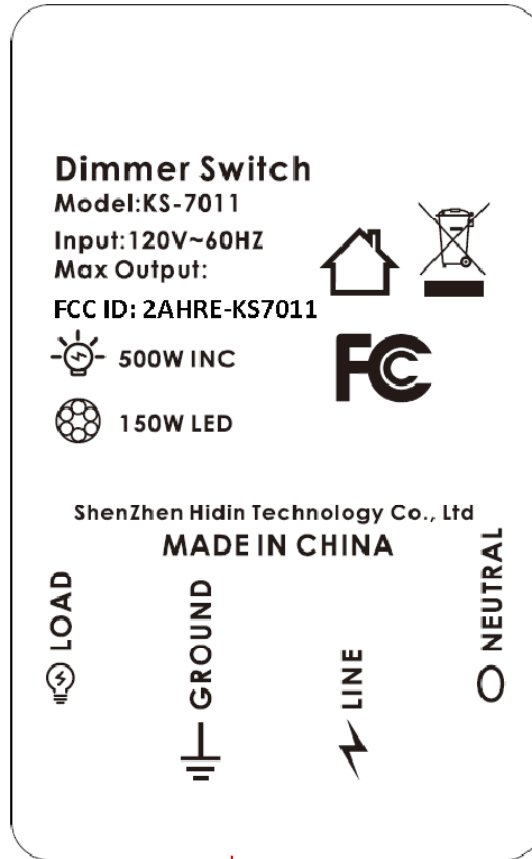 Dimmer Switch
Model:KS-7011
Input:120V~60HZ
Max Output:
FCC ID: 2AHRE-KS7011
FC
500W INC
150W LED
ShenZhen Hidin Technology Co., Ltd
MADE IN CHINA
LOAD
GROUND
LINE
NEUTRAL